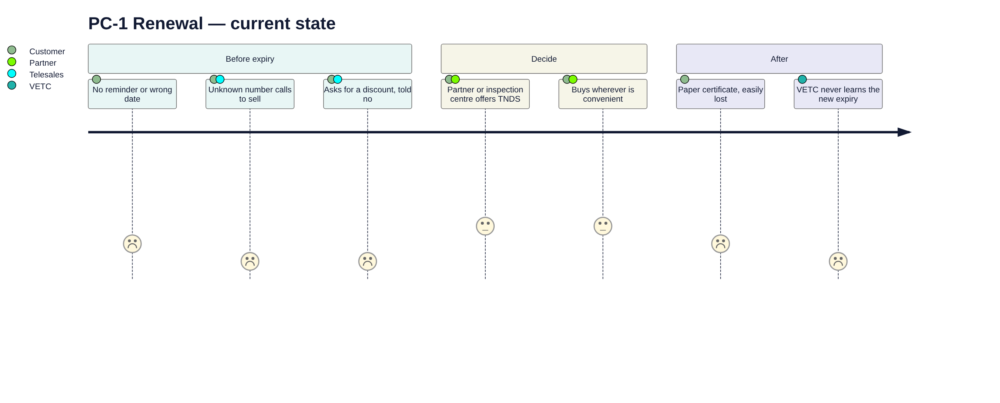 PC-1 Renewal — current state
Customer
Partner
Telesales
VETC
Before expiry
Decide
After
No reminder or wrong
date
Unknown number calls
to sell
Asks for a discount, told
no
Partner or inspection
centre offers TNDS
Buys wherever is
convenient
Paper certificate, easily
lost
VETC never learns the
new expiry